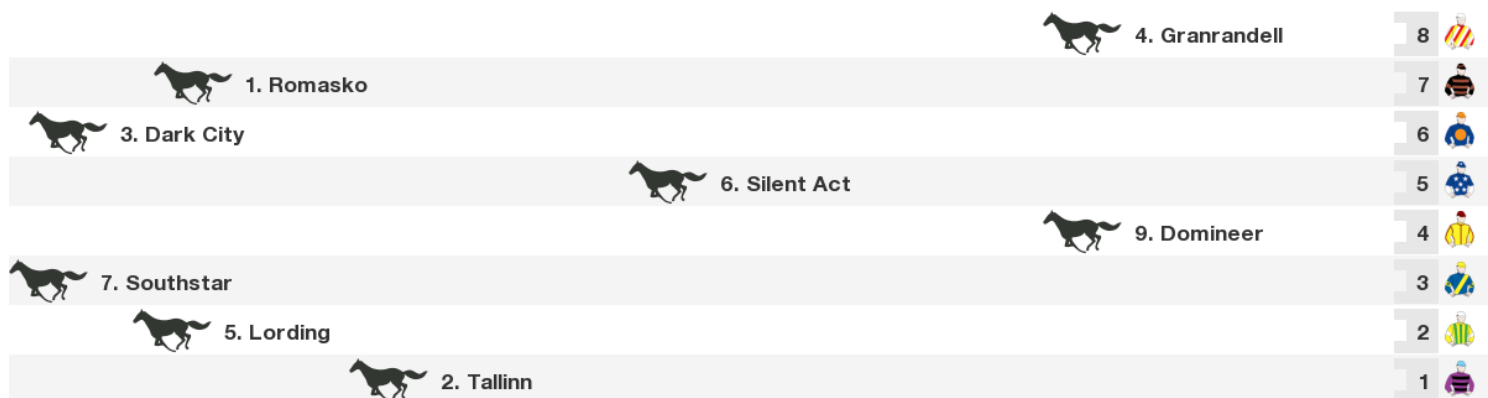 4. Granrandell 8
1. Romasko 7
3. Dark City 6
6. Silent Act 5
9. Domineer 4
7. Southstar 3
5. Lording 2
2. Tallinn 1